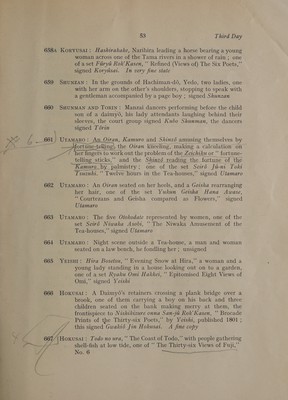 53
Third Day
658A KORYUSAI : Hashirakake, Narihira leading a horse bearing a young
woman across one of the Tama rivers in a shower of rain ; one
of a set Fūryū Rok'Kasen, " Refined (Views of) The Six Poets,"
signed Koryūsai. In very fine state
659 SHUNMAN : In the grounds of Hachiman-dō, Yedo, two ladies, one
with her arm on the other's shoulders, stopping to speak with
a gentleman accompanied by a page boy ; signed Shunman
660 SHUNMAN AND TORIN : Manzai dancers performing before the child
son of a daimyō, his lady attendants laughing behind their
sleeves, the court group signed Kubo Shunman, the dancers
signed Tōrin
661 UTAMARO : An Oiran, Kamuro and Shinzō amusing themselves by
fortune-telling, the Oiran kneeling, making a calculation on
her fingers to work out the problem of the Zeichiku or " fortune-
telling sticks," and the Shinzō reading the fortune of the
Kamuro by palmistry ; one of the set Seirō Jū-ni Toki
Tsuzuki, " Twelve hours in the Tea-house," signed Utamaro
662 UTAMARO : An Oiran seated on her heels, and a Geisha rearranging
her hair, one of the set Yukun Geisha Hana Awase,
" Courtezans and Geisha compared as Flowers," signed
Utamaro
663 UTAMARO : The five Otokodate represented by women, one of the
set Seirō Niwaka Asobi, " The Niwaka Amusement of the
Tea-houses," signed Utamaro
664 UTAMARO : Night scene outside a Tea-house, a man and woman
seated on a low bench, he fondling her ; unsigned
665 YEISHI : Hira Bosetsu, " Evening Snow at Hira," a woman and a
young lady standing in a house looking out on to a garden,
one of a set Ryaku Omi Hakkei, " Epitomised Eight Views of
Omi," signed Yeishi
666 HOKUSAI : A Daimyō's retainers crossing a plank bridge over a
brook, one of them carrying a boy on his back and three
children seated on the bank making merry at them, the
frontispiece to Nishikizuri onna San-jū Rok'Kasen, " Brocade
Prints of the Thirty-six Poets," by Yeishi, published 1801 ;
this signed Gwakiō Jin Hokusai. A fine copy
667 HOKUSAI : Todo no ura, " The Coast of Todo," with people gathering
shell-fish at low tide, one of " The Thirty-six Views of Fuji,"
No. 6